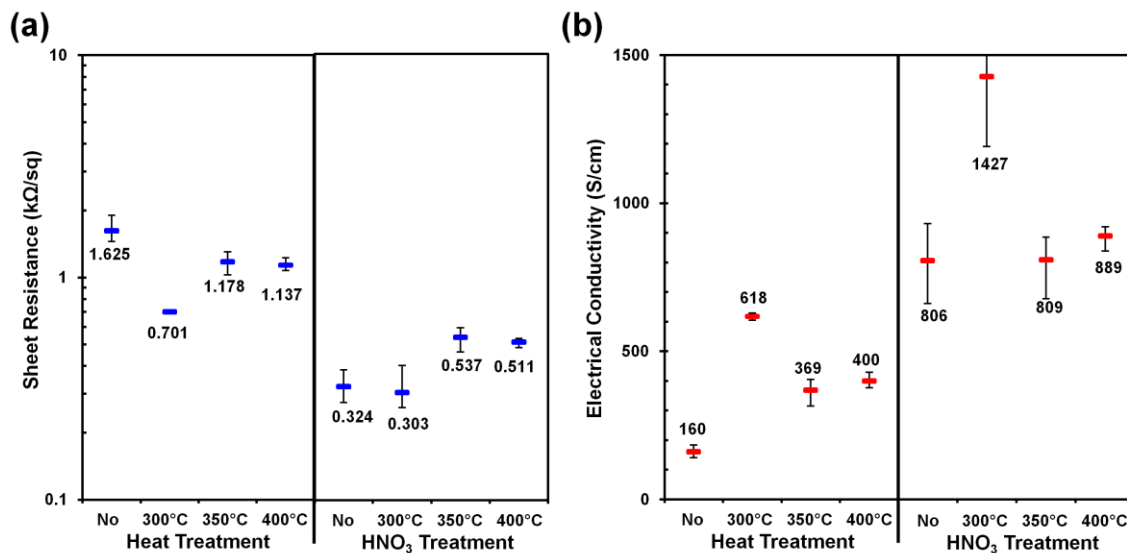 (a)
Sheet Resistance (kΩ/sq)
10
1
0.1
1.625
0.701
1.178
1.137
0.324
0.303
0.537
0.511
No 300°C 350°C 400°C
Heat Treatment
No 300°C 350°C 400°C
HNO₃ Treatment
(b)
Electrical Conductivity (S/cm)
1500
1000
500
0
160
618
369
400
806
1427
809
889
No 300°C 350°C 400°C
Heat Treatment
No 300°C 350°C 400°C
HNO₃ Treatment